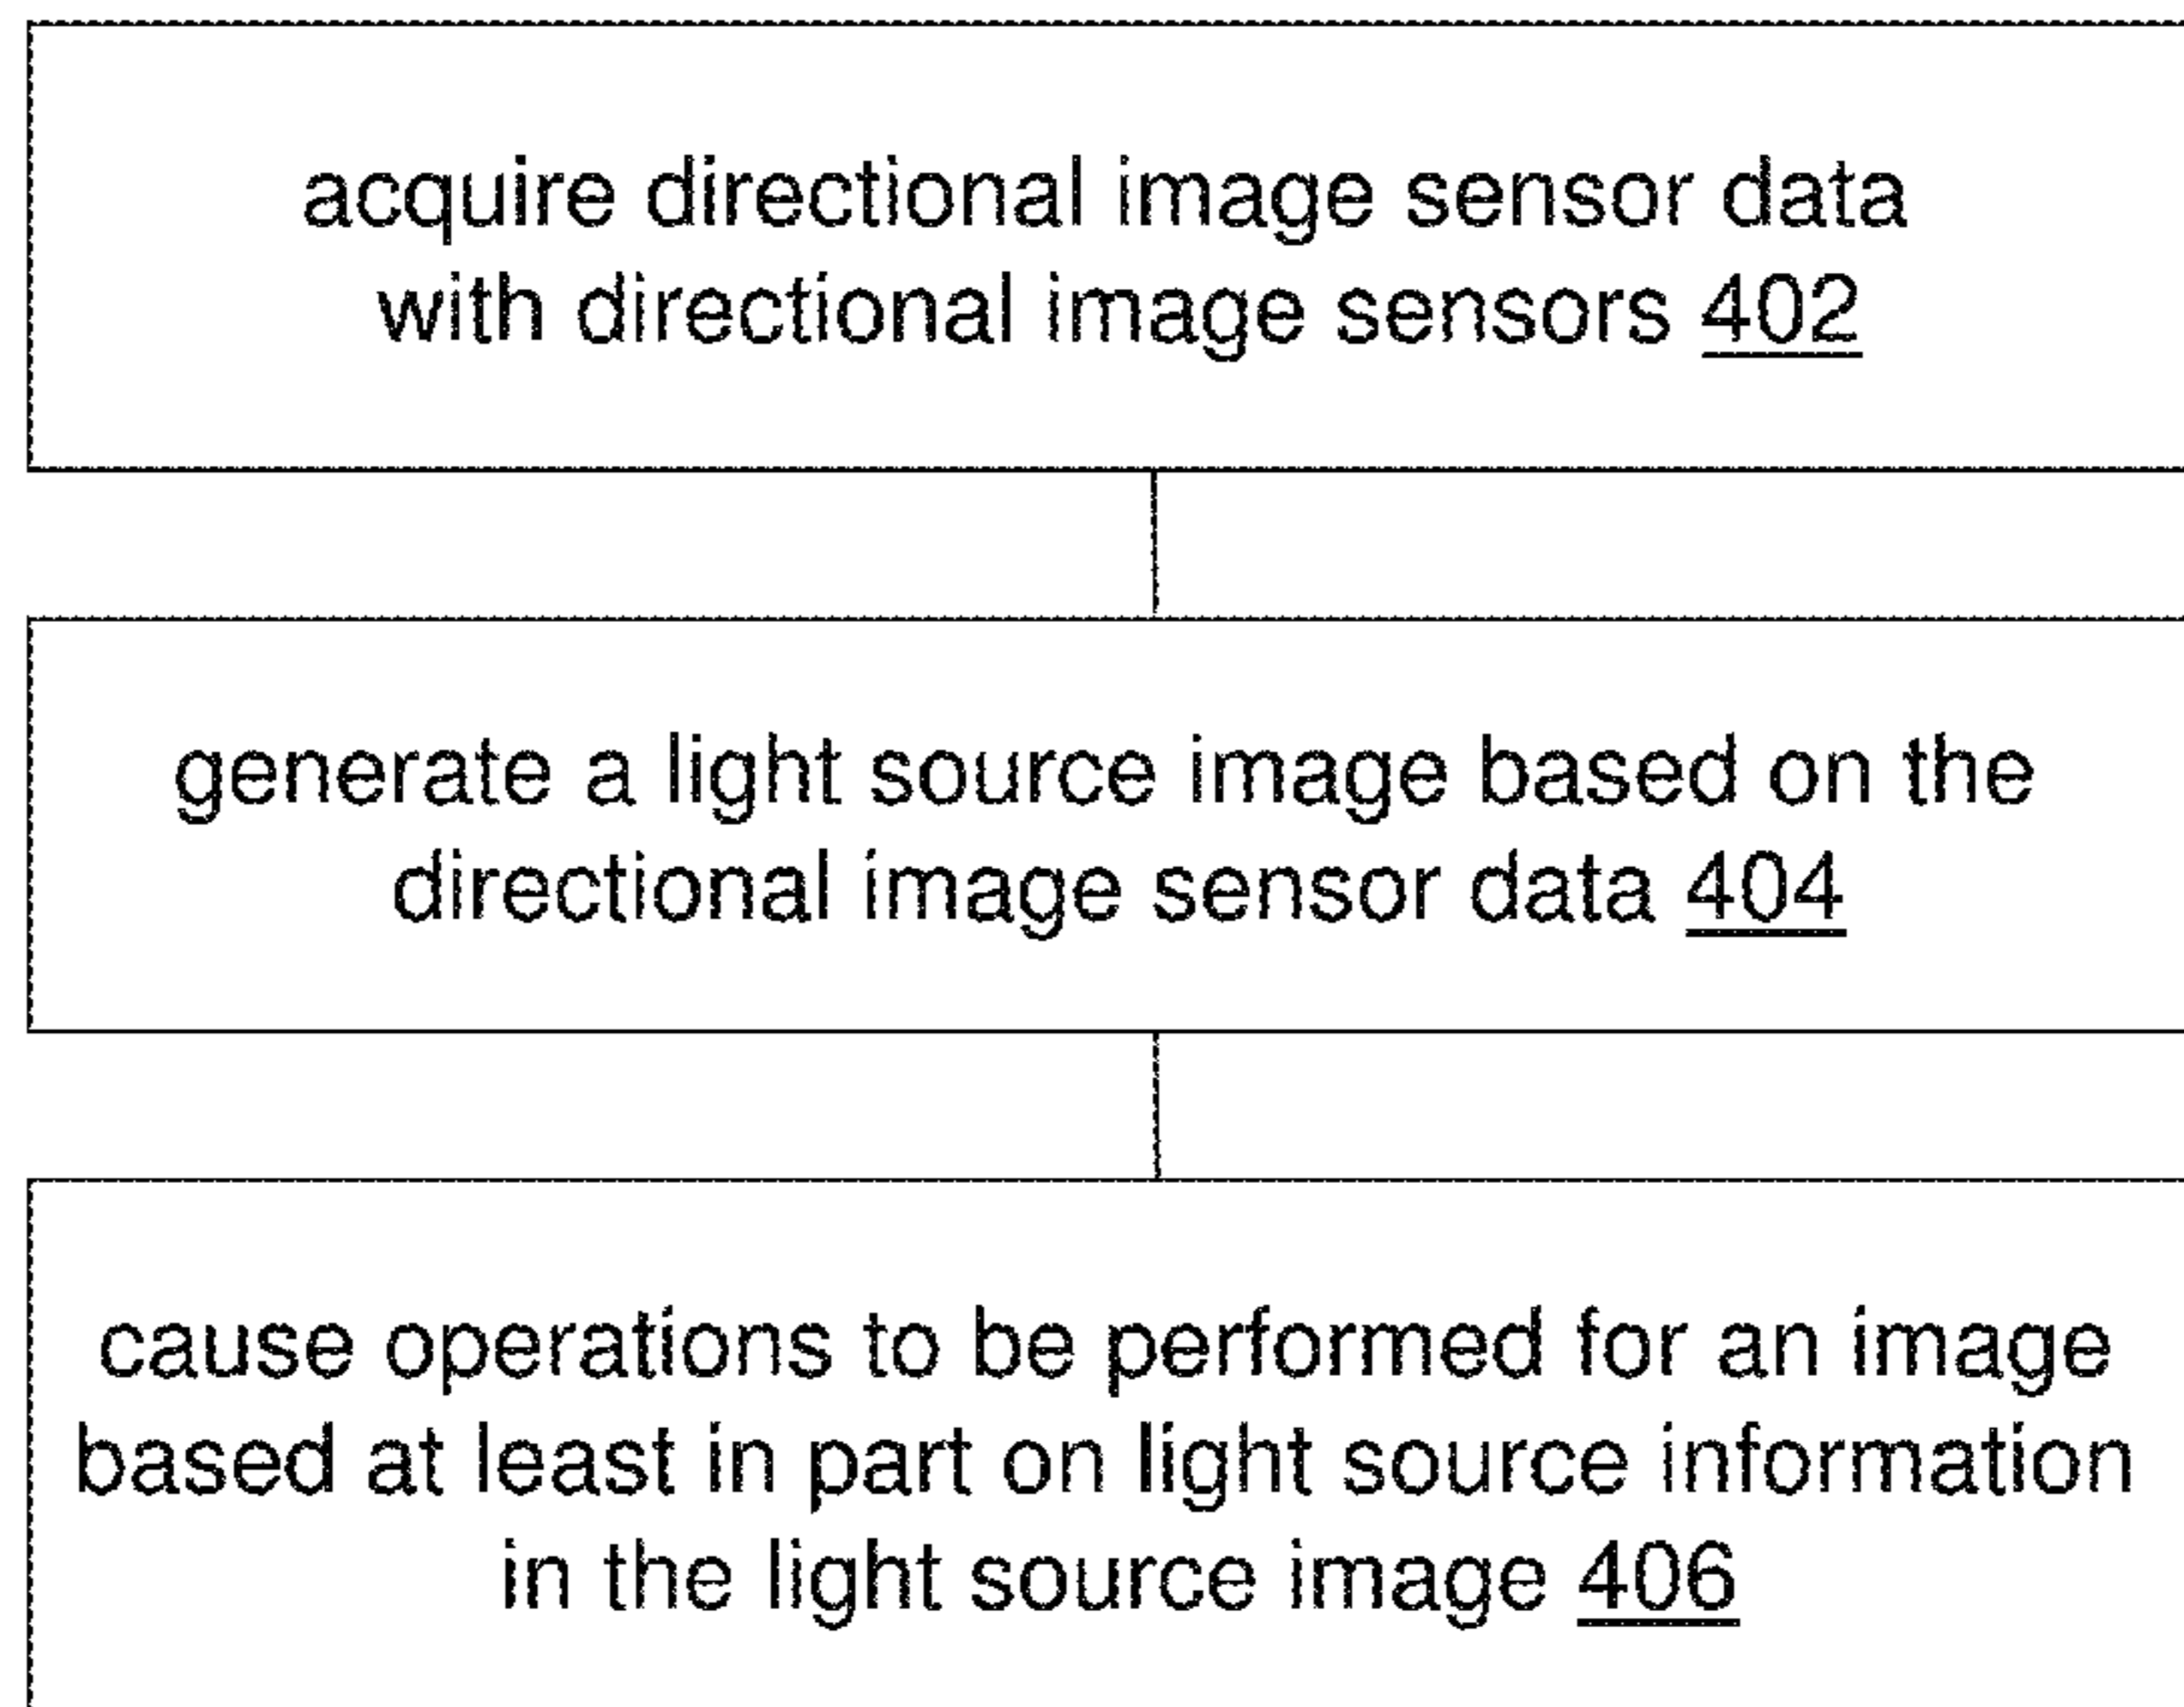 acquire directional image sensor data
with directional image sensors 402
generate a light source image based on the
directional image sensor data 404
cause operations to be performed for an image
based at least in part on light source information
in the light source image 406